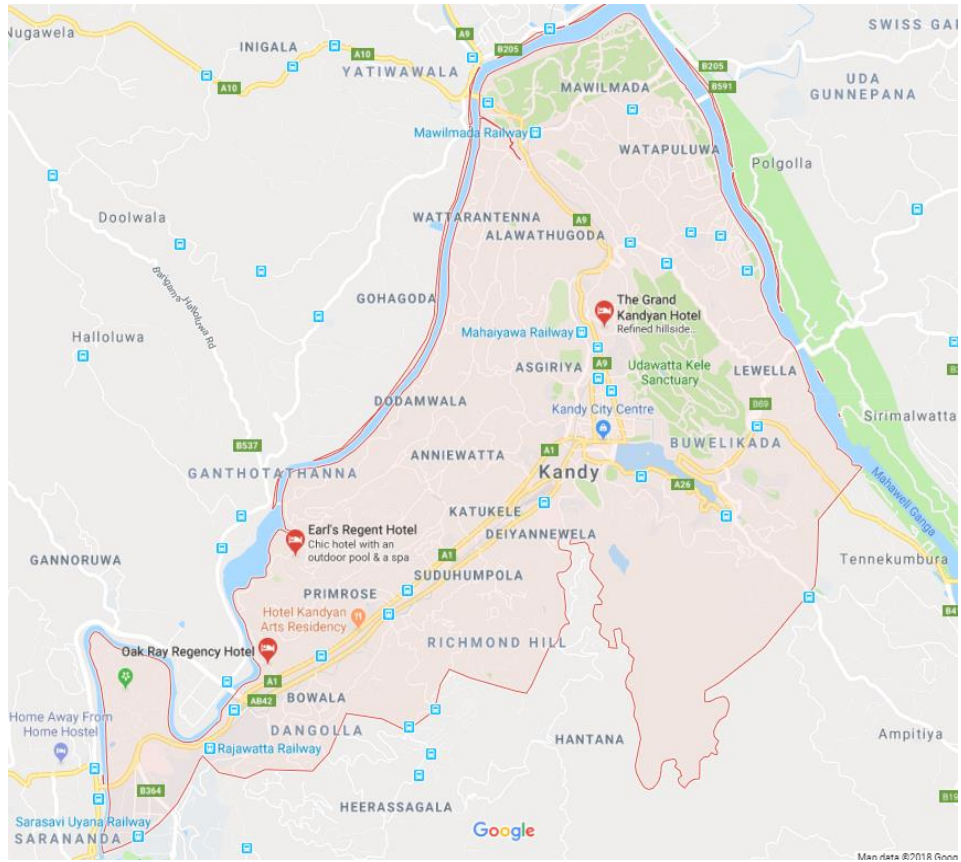 Nugawela
A9
B205
SWISS GA
INIGALA
A10
YATIWAWALA
B205
A10
A9
MAWILMADA
B591
UDA
GUNNEPANA
Mawilmada Railway
WATAPULUWA
Polgolla
Doolwala
WATTARANTENNA
A9
ALAWATHUGODA
Halloluwa Rd
GOHAGODA
The Grand
Kandyan Hotel
Refined hillside...
Halloluwa
Mahaiyawa Railway
A9
ASGIRIYA
Udawatta Kele
Sanctuary
LEWELLA
DODAMWALA
Kandy City Centre
B69
Sirimalwatta
B537
A1
BUWELIKADA
GANTHOTATHANNA
ANNIEWATTA
Kandy
A26
Mahaweli Ganga
KATUKELE
Earl's Regent Hotel
Chic hotel with an
outdoor pool & a spa
DEIYANNEWELA
A1
GANNORUWA
Tennekumbura
SUDUHUMPOLA
PRIMROSE
Hotel Kandyan
Arts Residency
RICHMOND HILL
Oak Ray Regency Hotel
A1
AB42
BOWALA
Home Away From
Home Hostel
DANGOLLA
Rajawatta Railway
HANTANA
Ampitiya
B364
HEERASSAGALA
Sarasavi Uyana Railway
SARANANDA
Google
Map data ©2018 Goog